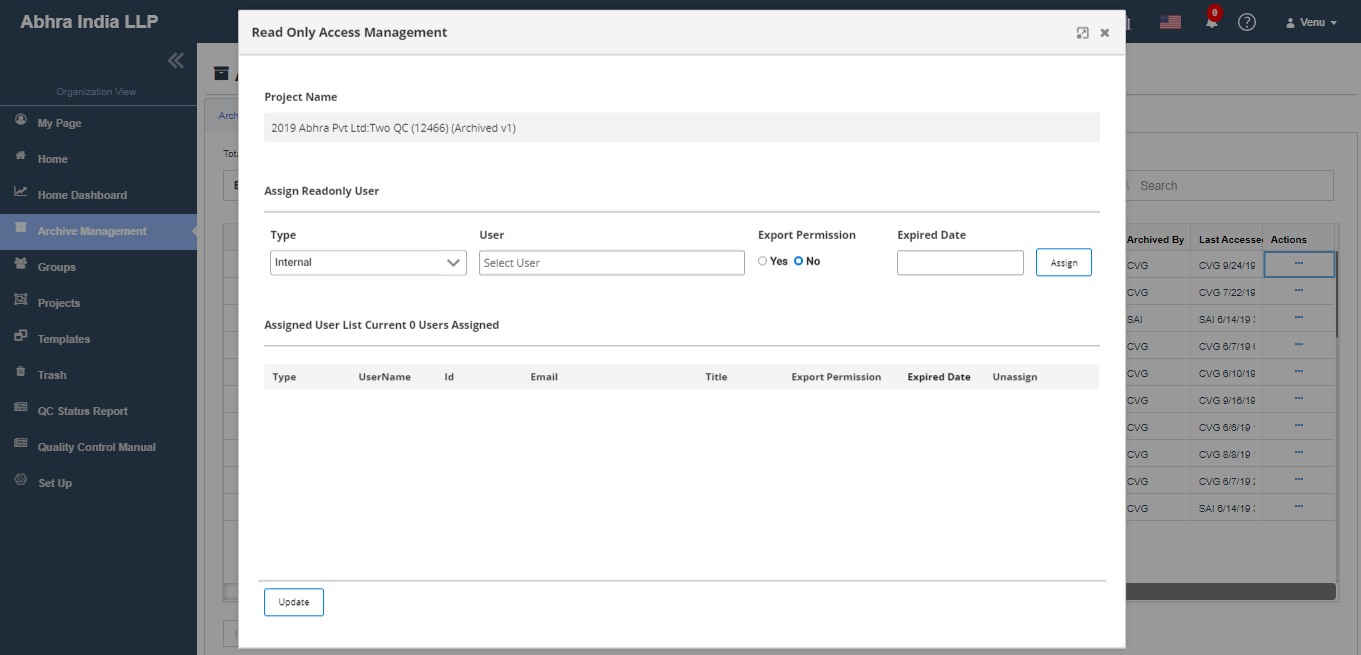 Abhra India LLP
Read Only Access Management
0
Venu
Organization View
My Page
Home
Home Dashboard
Archive Management
Groups
Projects
Templates
Trash
QC Status Report
Quality Control Manual
Set Up
Project Name
2019 Abhra Pvt Ltd:Two QC (12466) (Archived v1)
Assign Readonly User
Type User Export Permission Expired Date
Internal Select User Yes No Assign
Assigned User List Current 0 Users Assigned
Type UserName Id Email Title Export Permission Expired Date Unassign
Update
Search
Archived By Last Accesse Actions
CVG CVG 9/24/19 ...
CVG CVG 7/22/19 ...
SAI SAI 6/14/19 ...
CVG CVG 6/7/19 ...
CVG CVG 6/10/19 ...
CVG CVG 9/16/19 ...
CVG CVG 6/6/19 ...
CVG CVG 8/8/19 ...
CVG CVG 6/7/19 ...
CVG SAI 6/14/19 ...